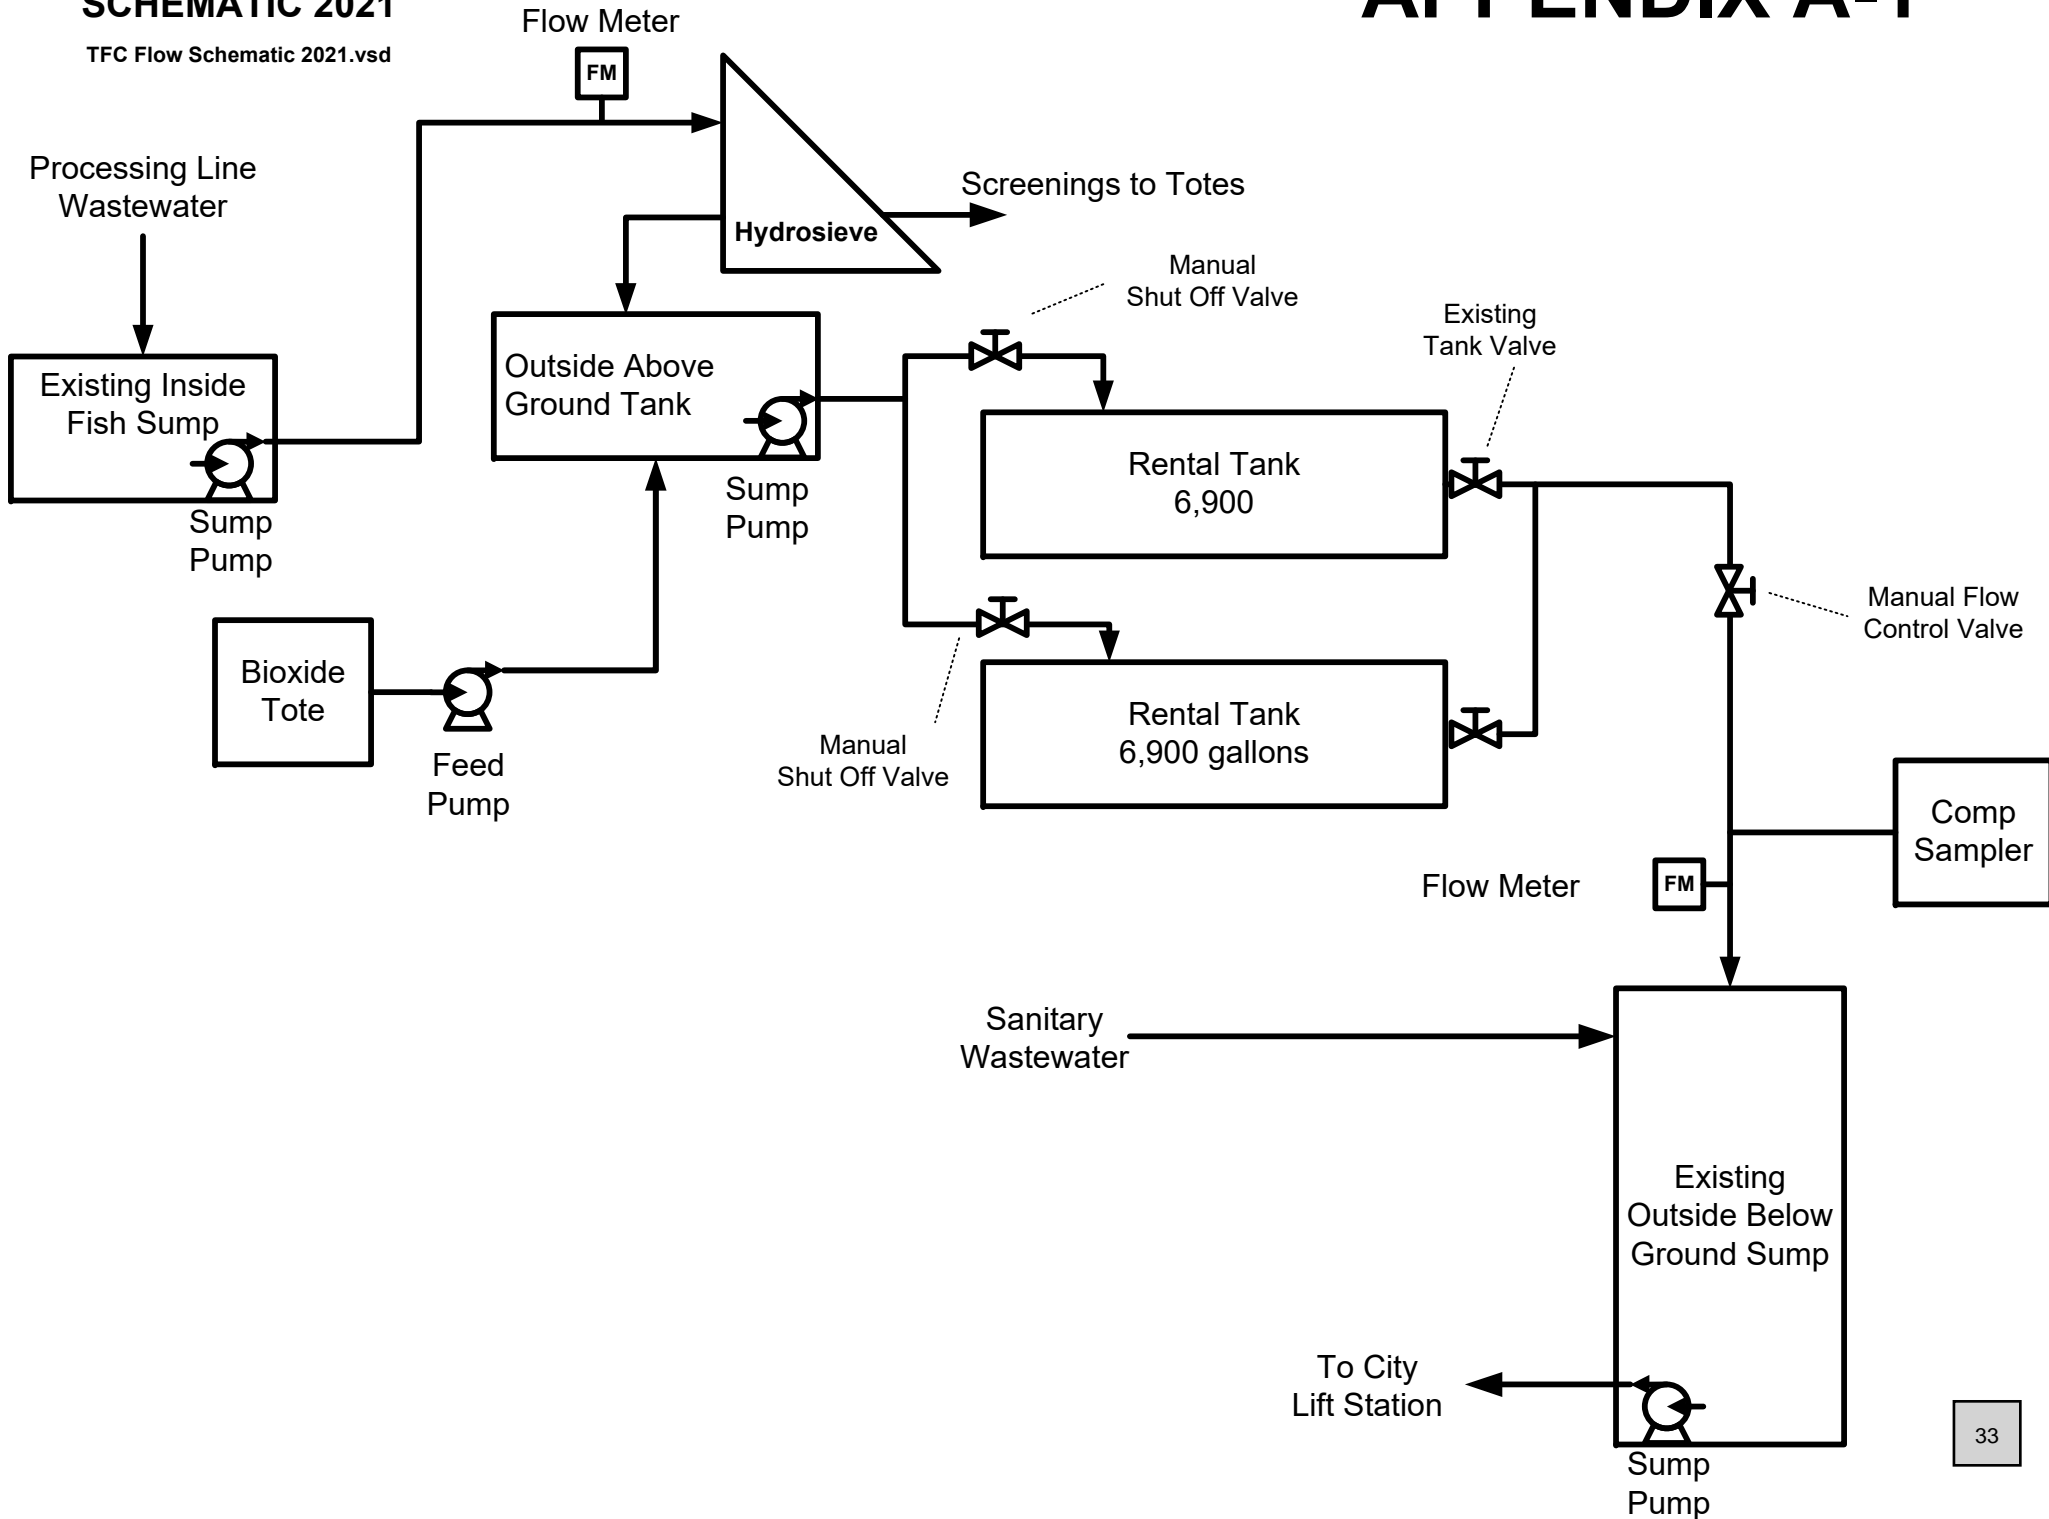 SCHEMATIC 2021
APPENDIX A-1
TFC Flow Schematic 2021.vsd
Flow Meter
FM
Processing Line
Wastewater
Screenings to Totes
Hydrosieve
Manual
Shut Off Valve
Existing
Tank Valve
Existing Inside
Fish Sump
Sump
Pump
Outside Above
Ground Tank
Sump
Pump
Rental Tank
6,900
Manual Flow
Control Valve
Bioxide
Tote
Feed
Pump
Manual
Shut Off Valve
Rental Tank
6,900 gallons
Comp
Sampler
Flow Meter
FM
Sanitary
Wastewater
Existing
Outside Below
Ground Sump
To City
Lift Station
Sump
Pump
33